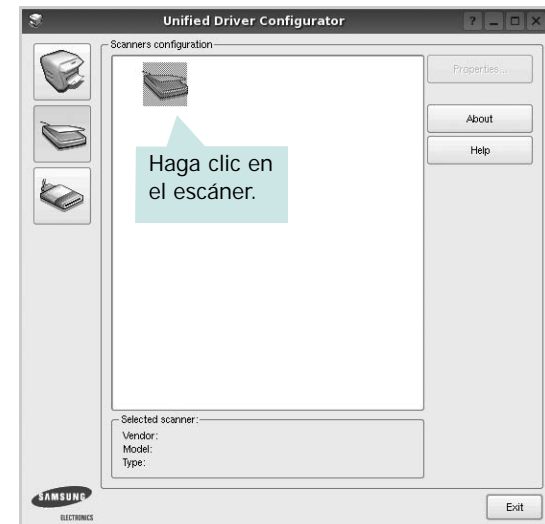 Unified Driver Configurator
Scanners configuration
Properties...
About
Help
Haga clic en
el escáner.
Selected scanner:
Vendor:
Model:
Type:
SAMSUNG
ELECTRONICS
Exit